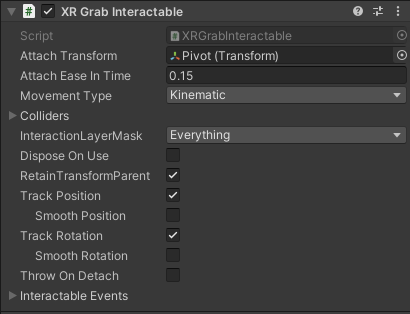 XR Grab Interactable
Script XRGrabInteractable
Attach Transform Pivot (Transform)
Attach Ease In Time 0.15
Movement Type Kinematic
Colliders
InteractionLayerMask Everything
Dispose On Use
RetainTransformParent
Track Position
Smooth Position
Track Rotation
Smooth Rotation
Throw On Detach
Interactable Events